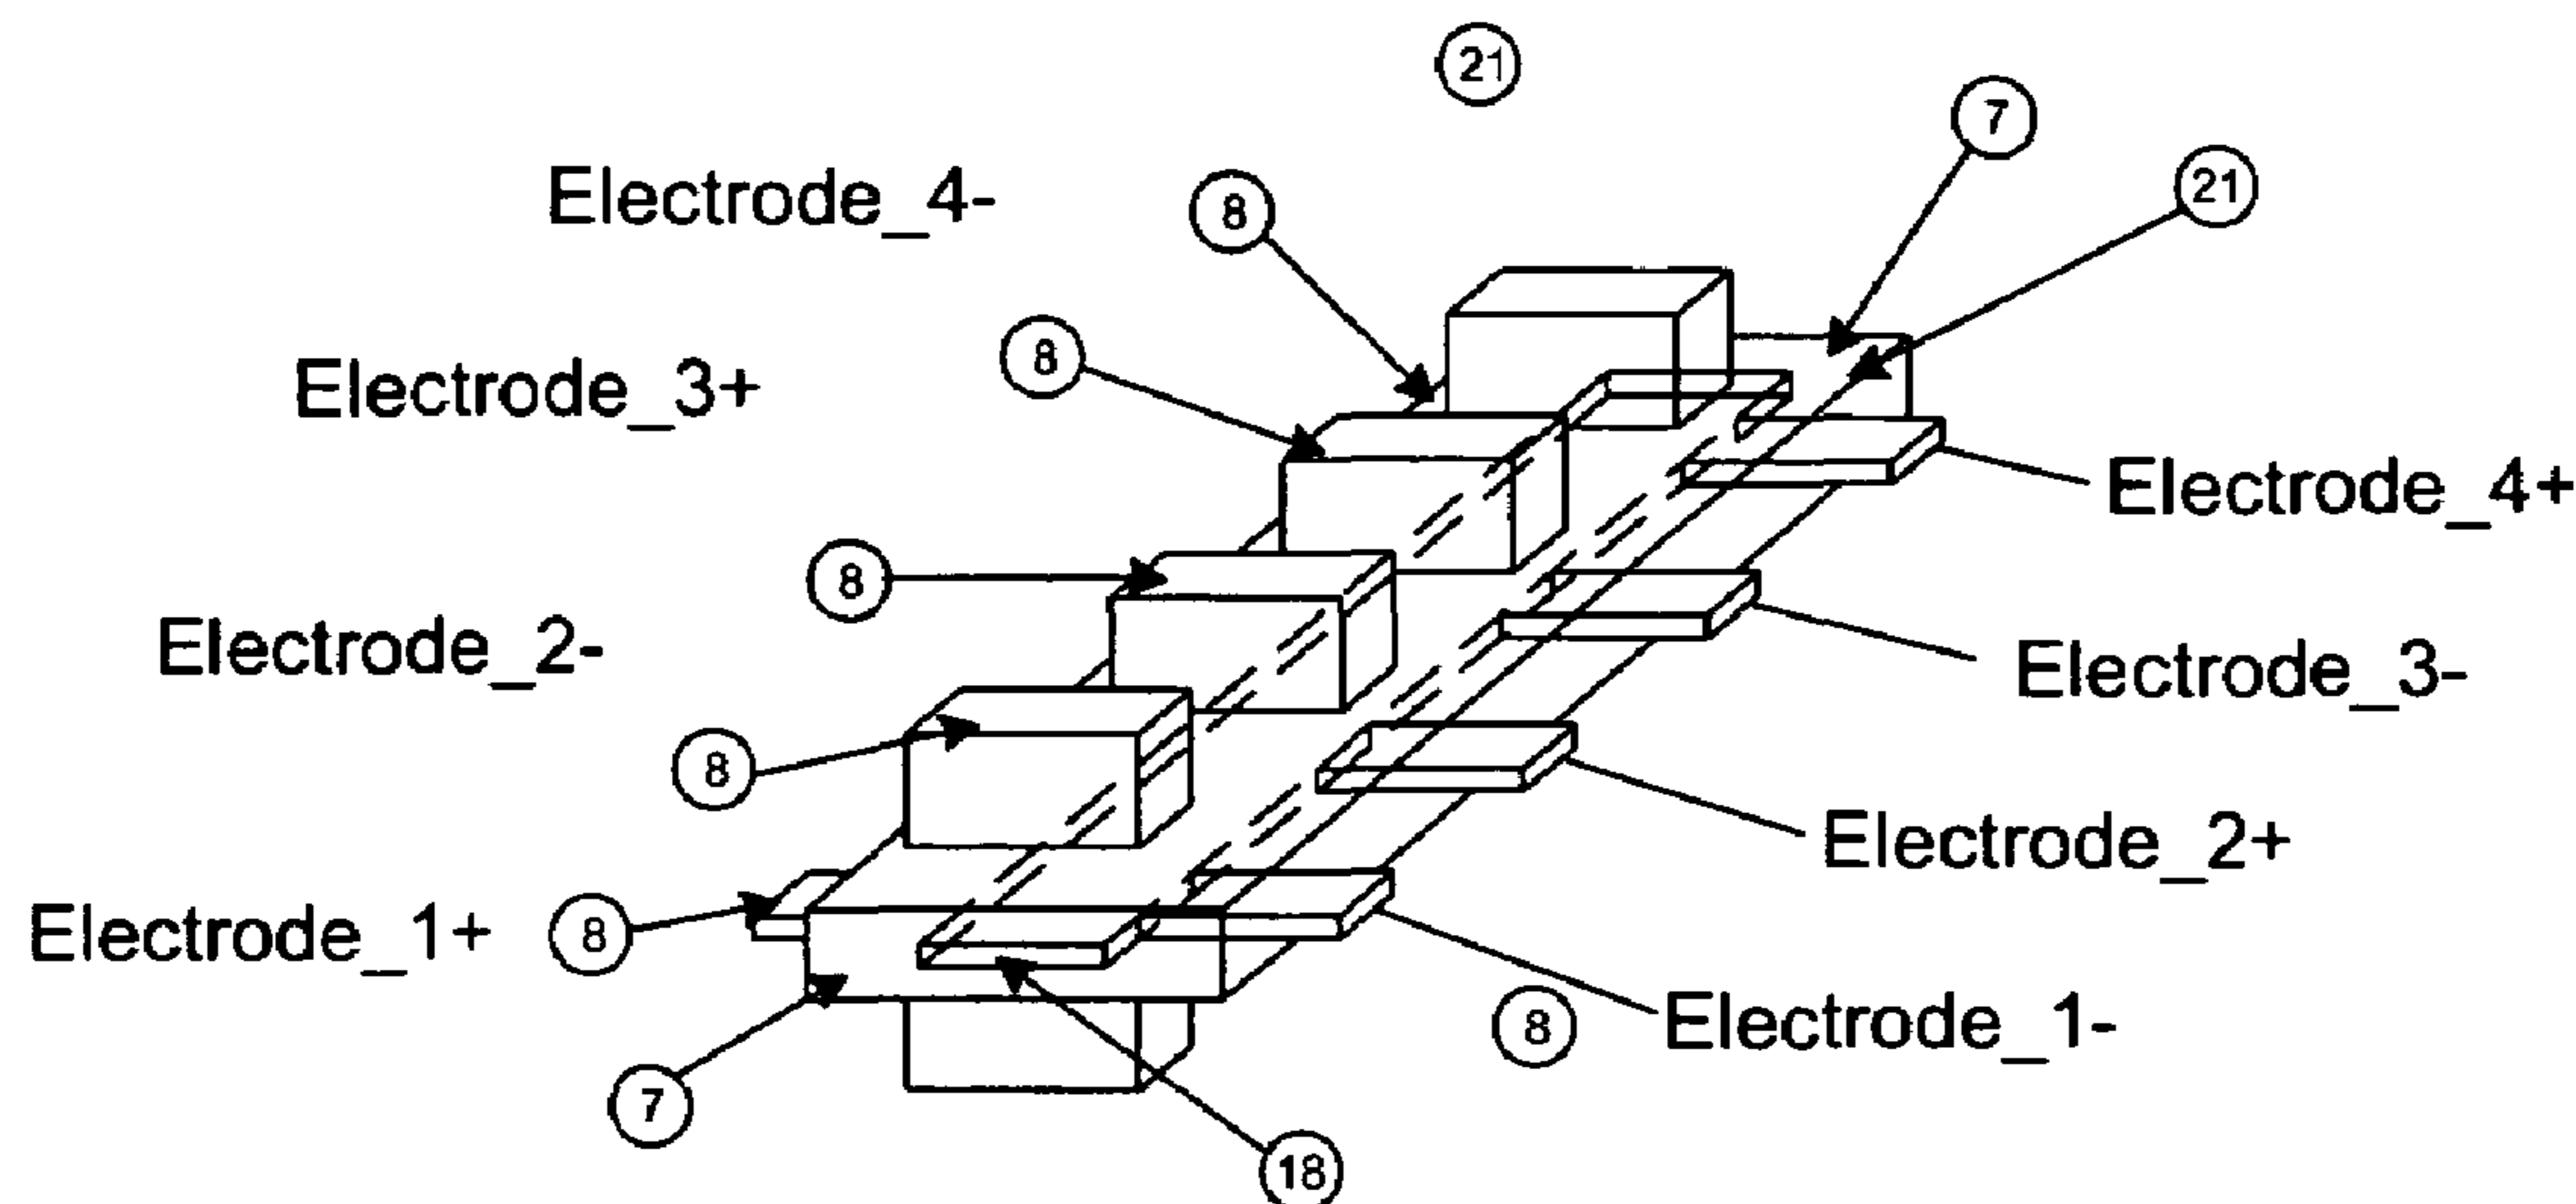 21
7
Electrode_4-
8
21
Electrode_3+
8
Electrode_4+
8
Electrode_2-
Electrode_3-
8
Electrode_2+
Electrode_1+
8
8
Electrode_1-
7
18